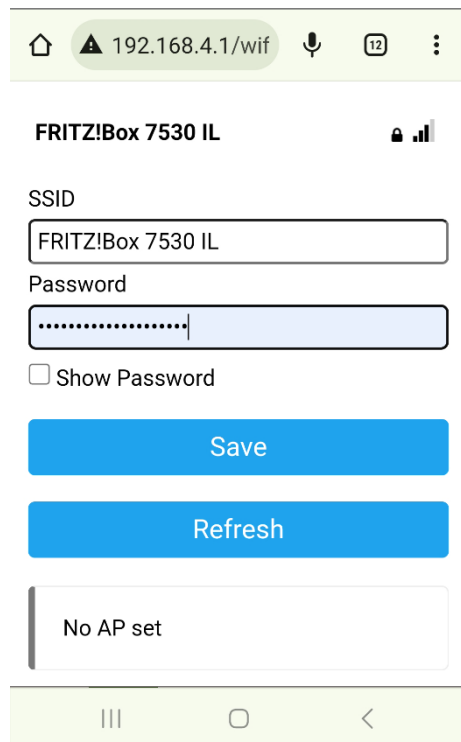 192.168.4.1/wif
12
FRITZ!Box 7530 IL
SSID
FRITZ!Box 7530 IL
Password
••••••••••••••••••••
Show Password
Save
Refresh
No AP set